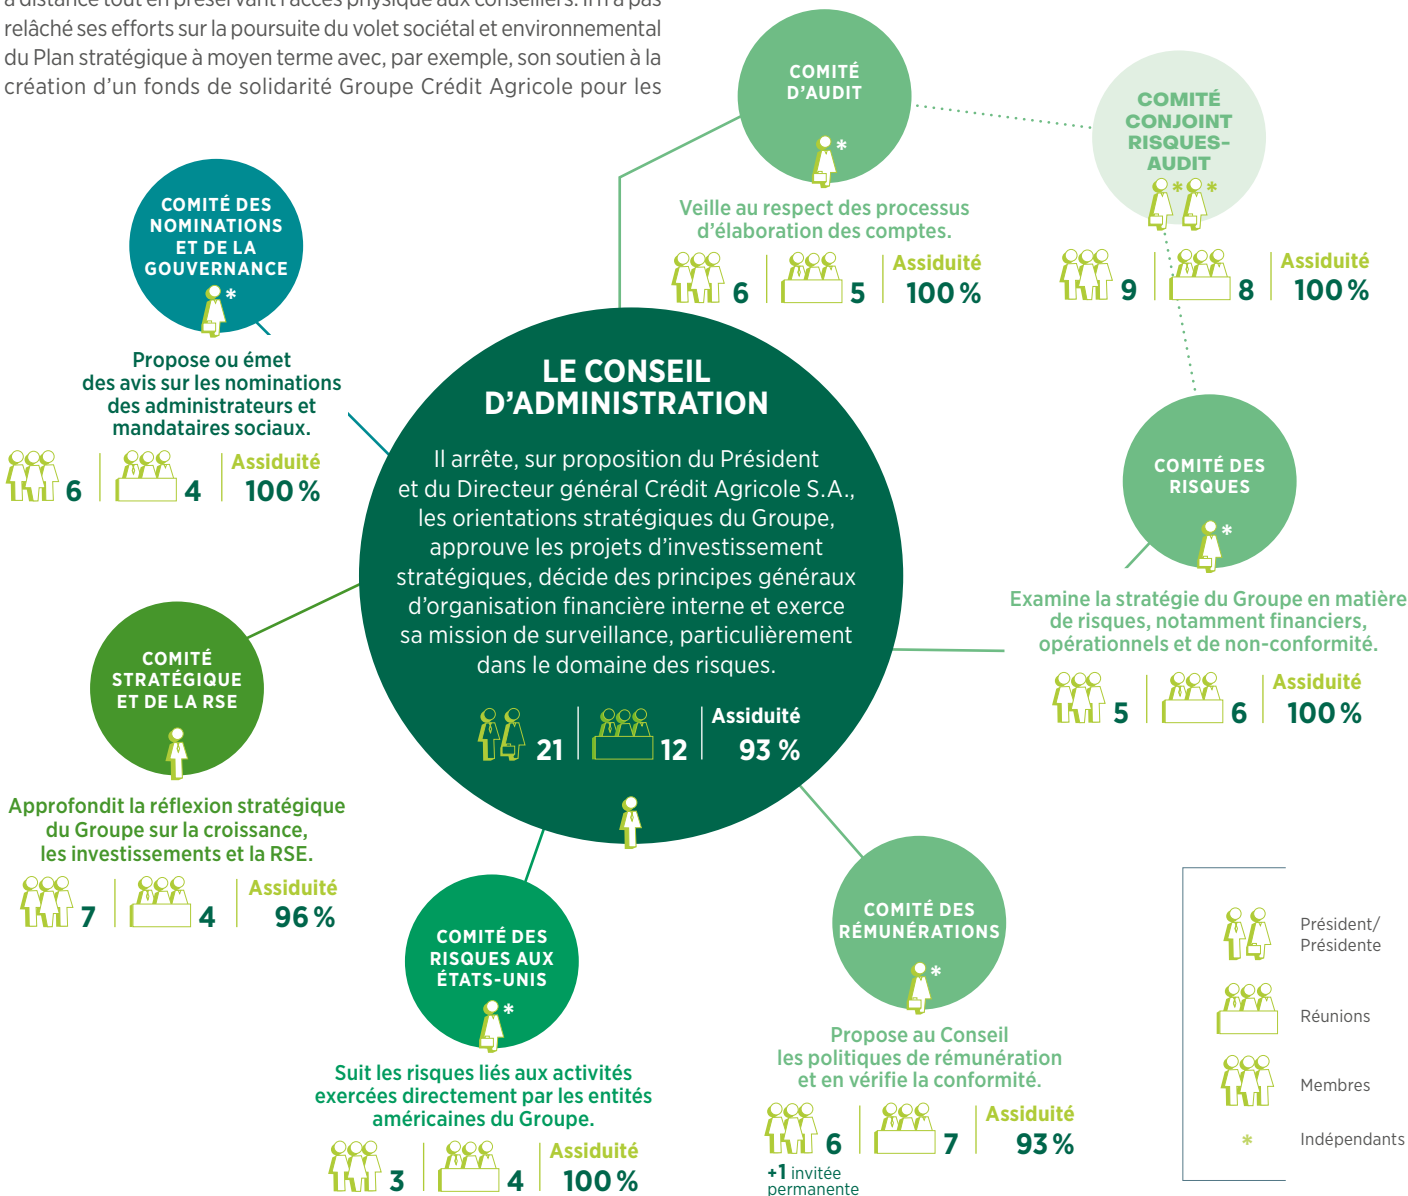 à distance tout en préservant l'accès physique aux conseillers. Il n'a pas
relâché ses efforts sur la poursuite du volet sociétal et environnemental
du Plan stratégique à moyen terme avec, par exemple, son soutien à la
création d'un fonds de solidarité Groupe Crédit Agricole pour les
COMITÉ
D'AUDIT
*
Veille au respect des processus
d'élaboration des comptes.
6 5 Assiduité
100 %
COMITÉ
CONJOINT
RISQUES-
AUDIT
* *
9 8 Assiduité
100 %
COMITÉ DES
NOMINATIONS
ET DE LA
GOUVERNANCE
*
Propose ou émet
des avis sur les nominations
des administrateurs et
mandataires sociaux.
6 4 Assiduité
100 %
LE CONSEIL
D'ADMINISTRATION
Il arrête, sur proposition du Président
et du Directeur général Crédit Agricole S.A.,
les orientations stratégiques du Groupe,
approuve les projets d'investissement
stratégiques, décide des principes généraux
d'organisation financière interne et exerce
sa mission de surveillance, particulièrement
dans le domaine des risques.
21 12 Assiduité
93 %
COMITÉ DES
RISQUES
*
Examine la stratégie du Groupe en matière
de risques, notamment financiers,
opérationnels et de non-conformité.
5 6 Assiduité
100 %
COMITÉ
STRATÉGIQUE
ET DE LA RSE
Approfondit la réflexion stratégique
du Groupe sur la croissance,
les investissements et la RSE.
7 4 Assiduité
96 %
COMITÉ DES
RISQUES AUX
ÉTATS-UNIS
*
Suit les risques liés aux activités
exercées directement par les entités
américaines du Groupe.
3 4 Assiduité
100 %
COMITÉ DES
RÉMUNÉRATIONS
*
Propose au Conseil
les politiques de rémunération
et en vérifie la conformité.
6 7 Assiduité
93 %
+1 invitée
permanente
Président/
Présidente
Réunions
Membres
* Indépendants